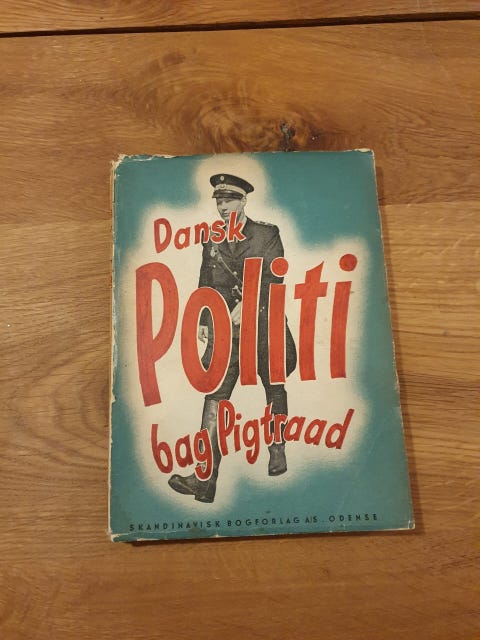 Dansk
Politi
bag Pigtraad
SKANDINAVISK BOGFORLAG A/S . ODENSE